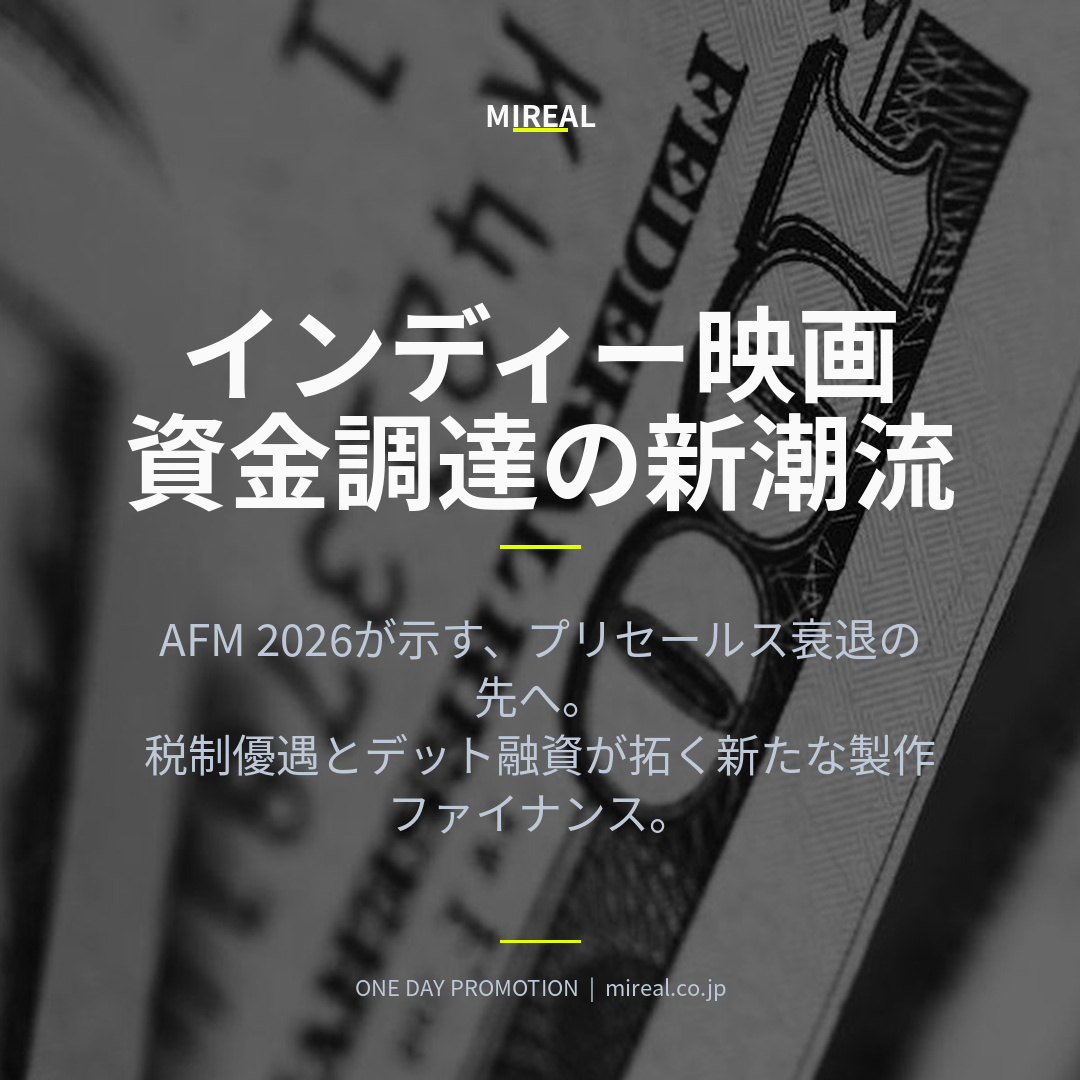 MIREAL
インディー映画
資金調達の新潮流
AFM 2026が示す、プリセールス衰退の
先へ。
税制優遇とデット融資が拓く新たな製作
ファイナンス。
ONE DAY PROMOTION | mireal.co.jp